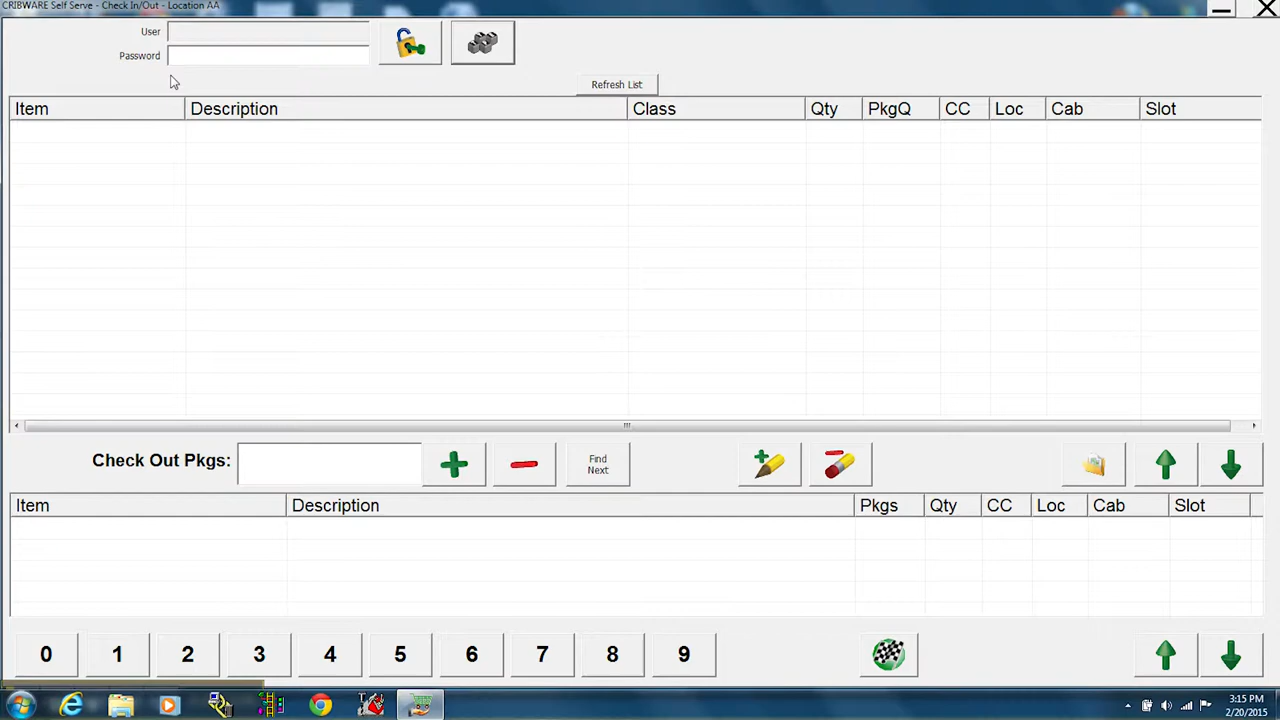 CRIBWARE Self Serve - Check In/Out - Location AA
User
Password
Refresh List
Item Description Class Qty PkgQ CC Loc Cab Slot
Check Out Pkgs:
Find
Next
Item Description Pkgs Qty CC Loc Cab Slot
0 1 2 3 4 5 6 7 8 9
3:15 PM
2/20/2015